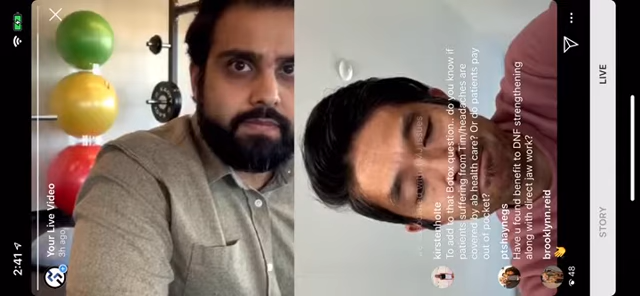 2:41
Your Live Video
3h ago
kirstenholte
To add to that Botox question.. do you know if
patients suffering from Tmj/headaches are
covered by ab health care? Or do patients pay
out of pocket?
ptshaynegs
Have u found benefit to DNF strengthening
along with direct jaw work?
brooklynn.reid
👋
48
STORY
LIVE